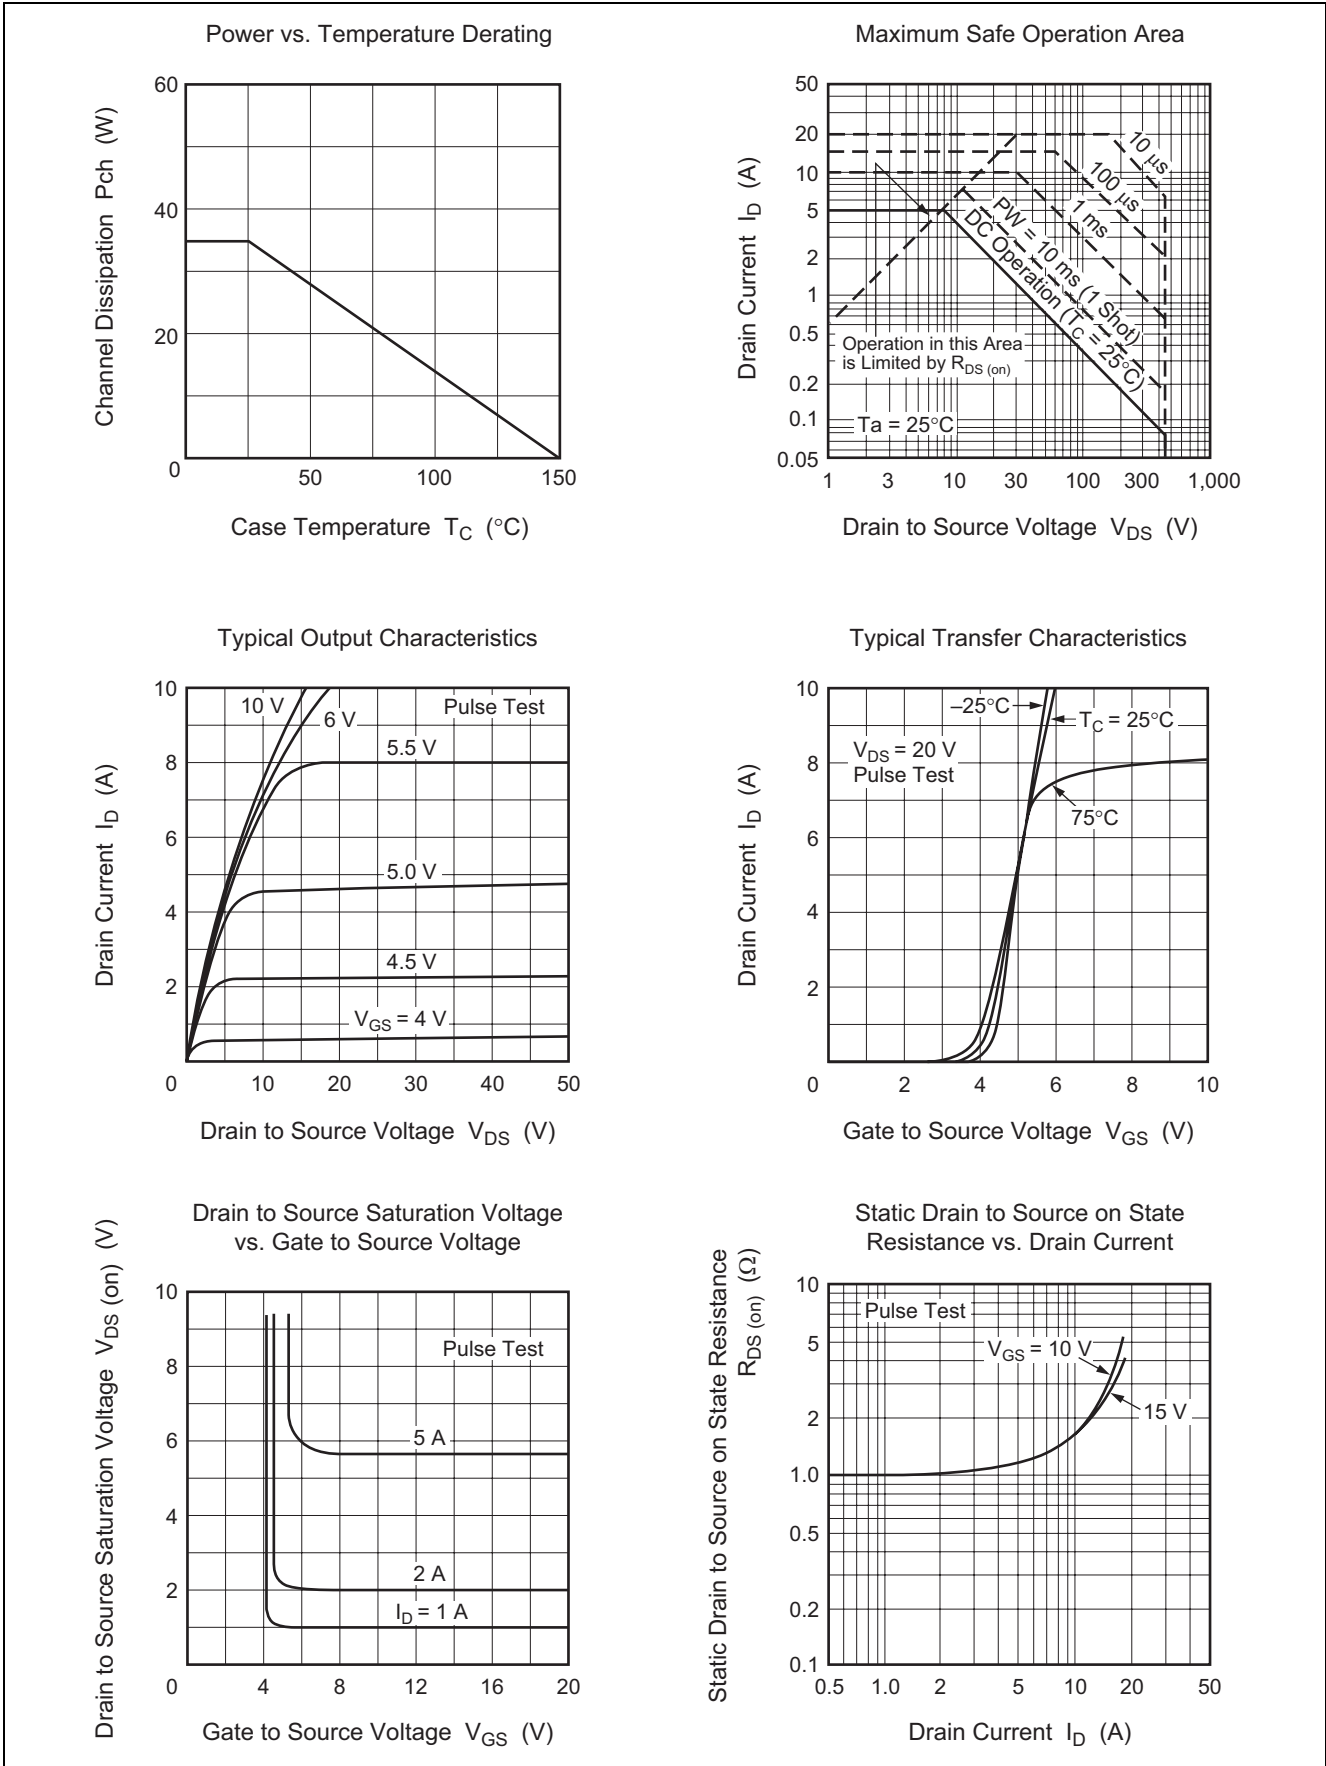 Power vs. Temperature Derating
Channel Dissipation Pch (W)
60
40
20
0
50
100
150
Case Temperature TC (°C)
Maximum Safe Operation Area
Drain Current ID (A)
50
20
10
5
2
1
0.5
0.2
0.1
0.05
10 μs
100 μs
1 ms
PW = 10 ms (1 Shot)
DC Operation (TC = 25°C)
Operation in this Area
is Limited by RDS (on)
Ta = 25°C
1
3
10
30
100
300
1,000
Drain to Source Voltage VDS (V)
Typical Output Characteristics
Drain Current ID (A)
10
8
6
4
2
0
10 V
6 V
Pulse Test
5.5 V
5.0 V
4.5 V
VGS = 4 V
10
20
30
40
50
Drain to Source Voltage VDS (V)
Typical Transfer Characteristics
Drain Current ID (A)
10
8
6
4
2
0
–25°C
TC = 25°C
VDS = 20 V
Pulse Test
75°C
2
4
6
8
10
Gate to Source Voltage VGS (V)
Drain to Source Saturation Voltage
vs. Gate to Source Voltage
Drain to Source Saturation Voltage VDS (on) (V)
10
8
6
4
2
0
Pulse Test
5 A
2 A
ID = 1 A
4
8
12
16
20
Gate to Source Voltage VGS (V)
Static Drain to Source on State
Resistance vs. Drain Current
Static Drain to Source on State Resistance
RDS (on) (Ω)
10
5
2
1.0
0.5
0.2
0.1
Pulse Test
VGS = 10 V
15 V
0.5
1.0
2
5
10
20
50
Drain Current ID (A)